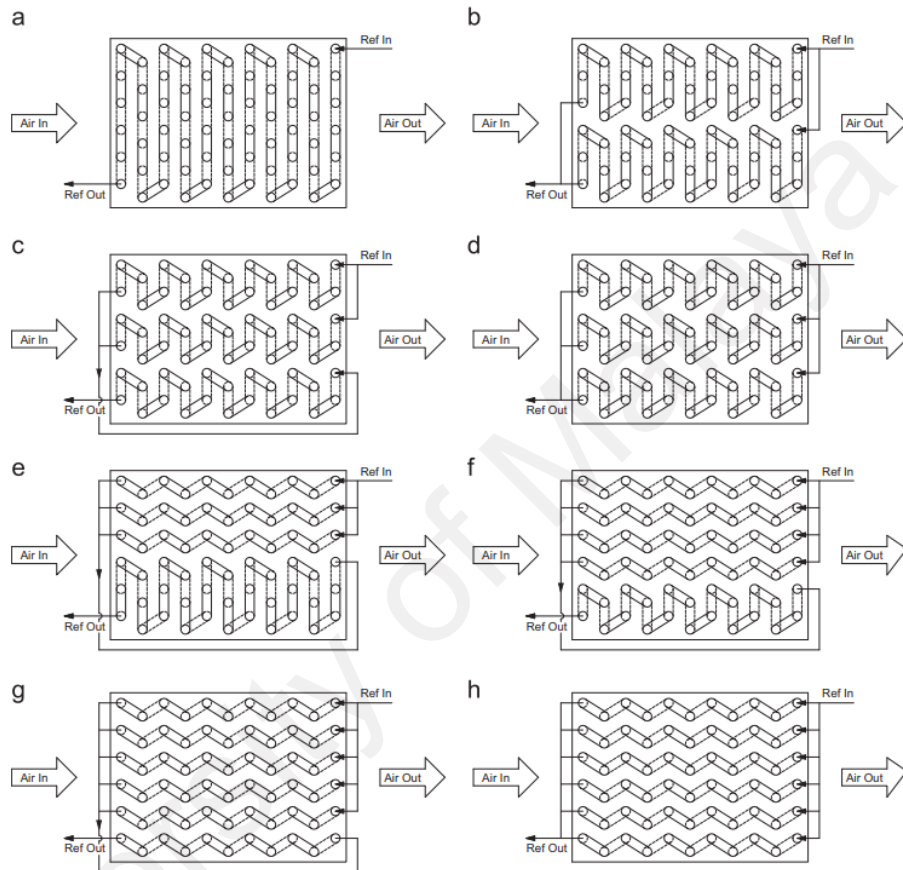 a
Ref In
Air In
Air Out
Ref Out
b
Ref In
Air In
Air Out
Ref Out
c
Ref In
Air In
Air Out
Ref Out
d
Ref In
Air In
Air Out
Ref Out
e
Ref In
Air In
Air Out
Ref Out
f
Ref In
Air In
Air Out
Ref Out
g
Ref In
Air In
Air Out
Ref Out
h
Ref In
Air In
Air Out
Ref Out
of Malaya